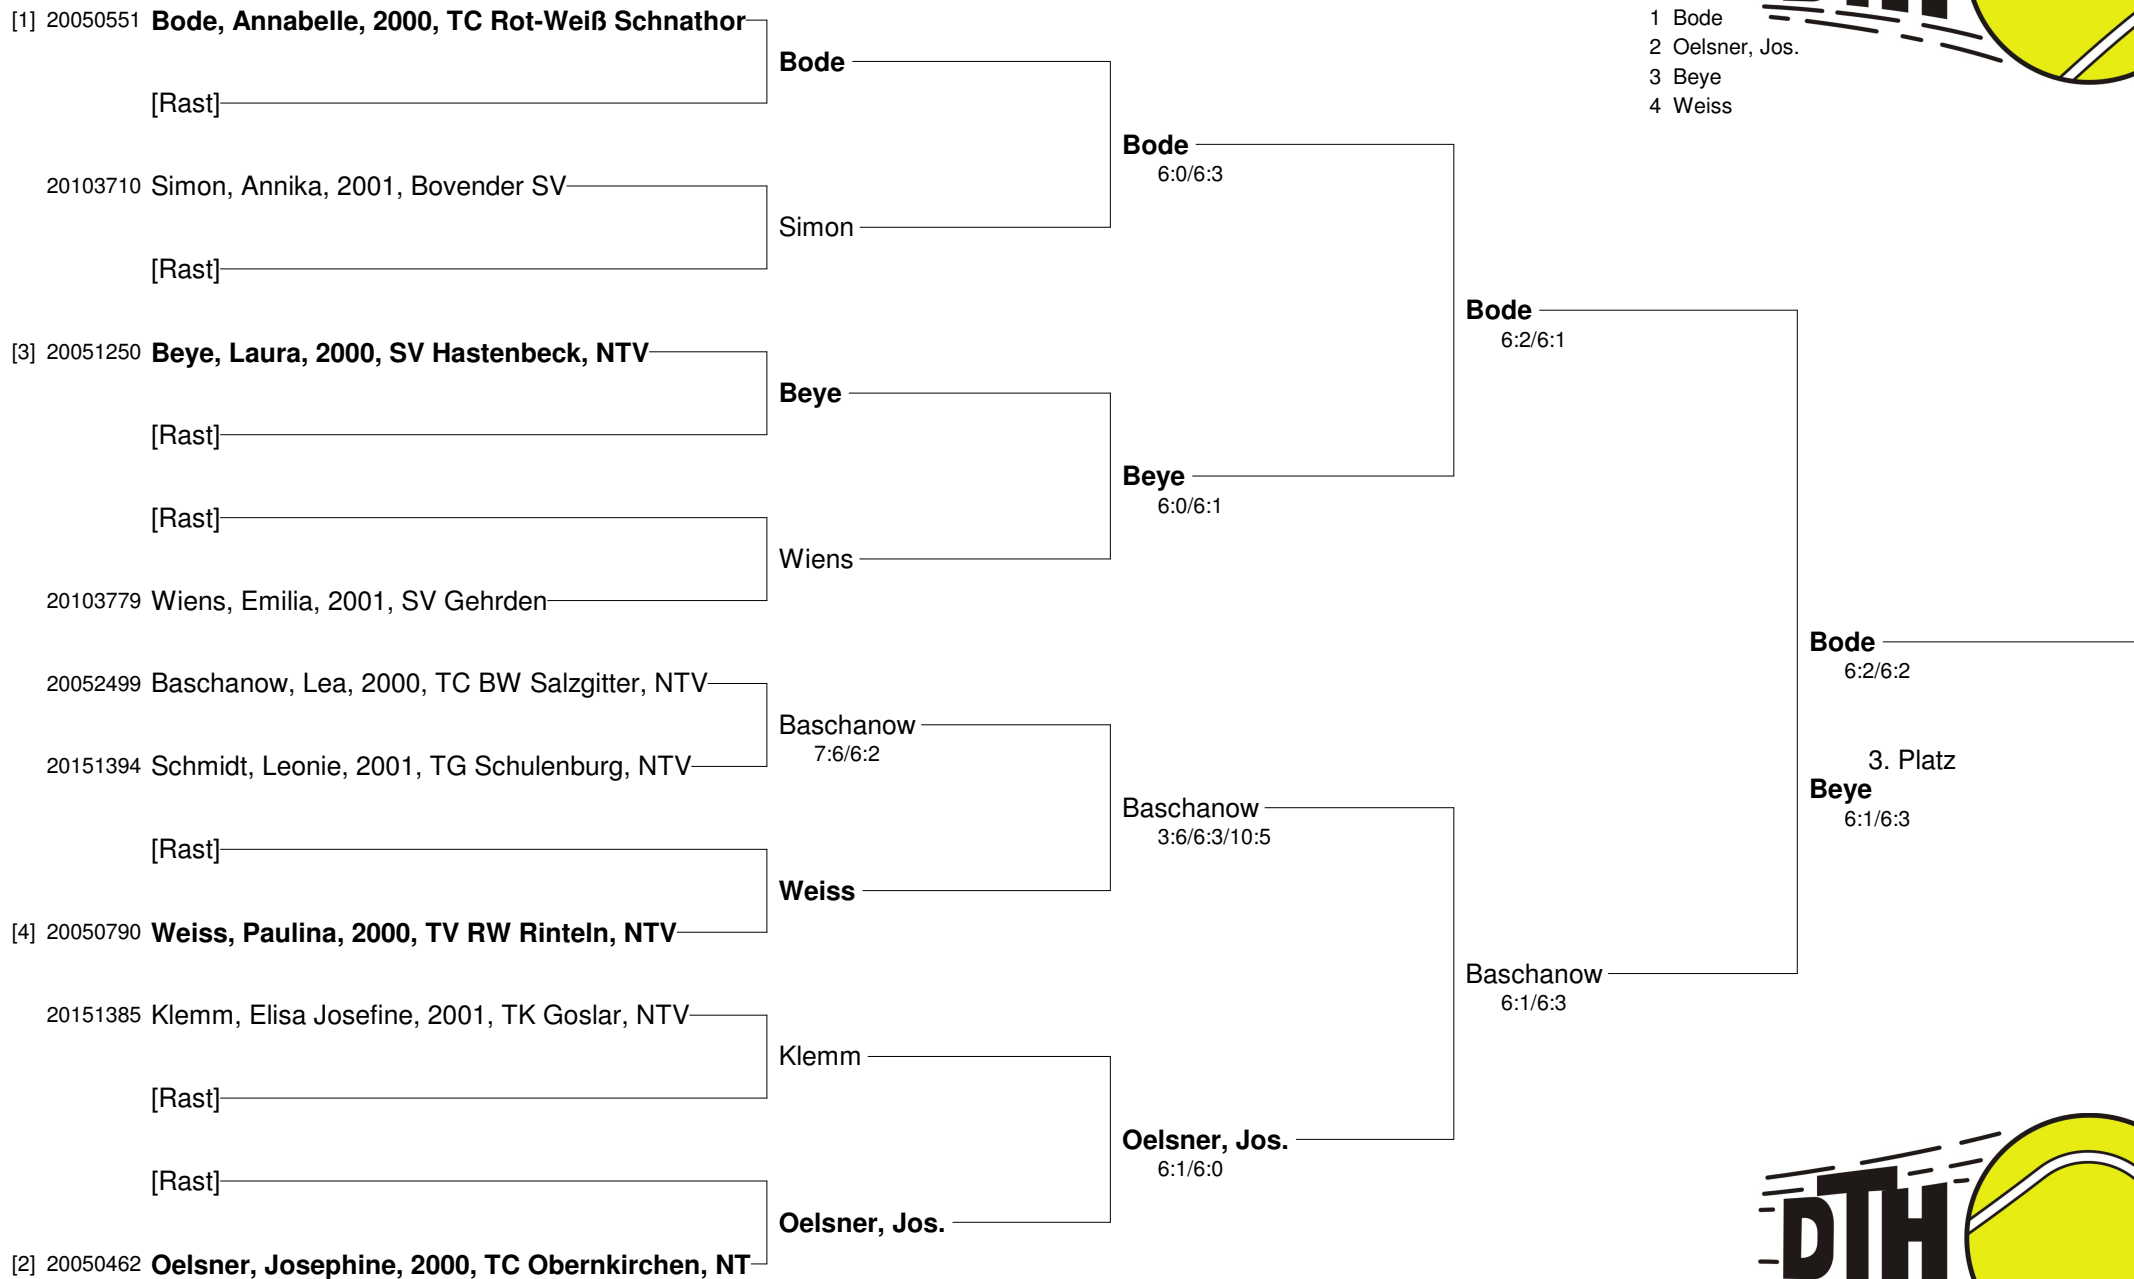 [1] 20050551 Bode, Annabelle, 2000, TC Rot-Weiß Schnathor
[Rast]
Bode
20103710 Simon, Annika, 2001, Bovender SV
[Rast]
Simon
Bode
6:0/6:3
[3] 20051250 Beye, Laura, 2000, SV Hastenbeck, NTV
[Rast]
Beye
[Rast]
20103779 Wiens, Emilia, 2001, SV Gehrden
Wiens
Beye
6:0/6:1
Bode
6:2/6:1
20052499 Baschanow, Lea, 2000, TC BW Salzgitter, NTV
20151394 Schmidt, Leonie, 2001, TG Schulenburg, NTV
Baschanow
7:6/6:2
[Rast]
[4] 20050790 Weiss, Paulina, 2000, TV RW Rinteln, NTV
Weiss
Baschanow
3:6/6:3/10:5
20151385 Klemm, Elisa Josefine, 2001, TK Goslar, NTV
[Rast]
Klemm
[Rast]
[2] 20050462 Oelsner, Josephine, 2000, TC Obernkirchen, NT
Oelsner, Jos.
Oelsner, Jos.
6:1/6:0
Baschanow
6:1/6:3
Bode
6:2/6:2
3. Platz
Beye
6:1/6:3
1 Bode
2 Oelsner, Jos.
3 Beye
4 Weiss
DTH